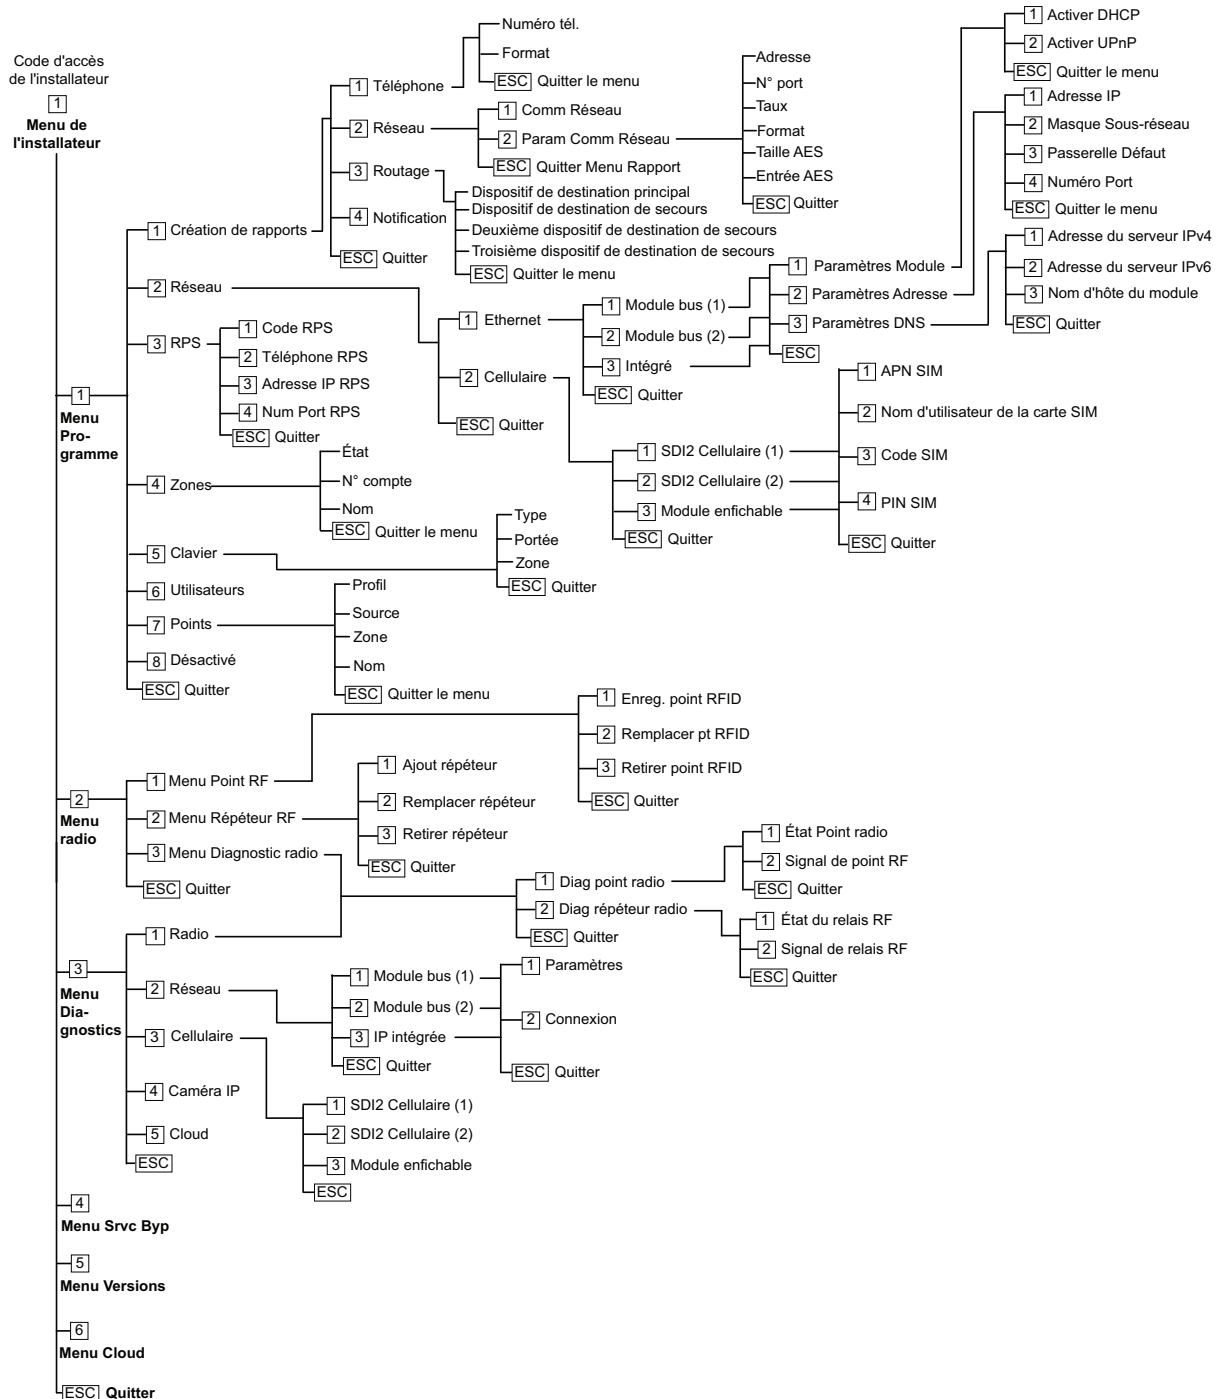 Code d'accès
de l'installateur
1
Menu de
l'installateur
1
Menu
Pro-
gramme
1 Création de rapports
1 Téléphone
Numéro tél.
Format
ESC Quitter le menu
2 Réseau
1 Comm Réseau
2 Param Comm Réseau
Adresse
N° port
Taux
Format
Taille AES
Entrée AES
ESC Quitter
ESC Quitter Menu Rapport
3 Routage
Dispositif de destination principal
Dispositif de destination de secours
Deuxième dispositif de destination de secours
Troisième dispositif de destination de secours
ESC Quitter le menu
4 Notification
ESC Quitter
2 Réseau
1 Ethernet
1 Module bus (1)
2 Module bus (2)
3 Intégré
ESC Quitter
1 Paramètres Module
1 Activer DHCP
2 Activer UPnP
ESC Quitter le menu
2 Paramètres Adresse
1 Adresse IP
2 Masque Sous-réseau
3 Passerelle Défaut
4 Numéro Port
ESC Quitter le menu
3 Paramètres DNS
1 Adresse du serveur IPv4
2 Adresse du serveur IPv6
3 Nom d'hôte du module
ESC Quitter
ESC
2 Cellulaire
1 SDI2 Cellulaire (1)
2 SDI2 Cellulaire (2)
3 Module enfichable
ESC Quitter
1 APN SIM
2 Nom d'utilisateur de la carte SIM
3 Code SIM
4 PIN SIM
ESC Quitter
ESC Quitter
3 RPS
1 Code RPS
2 Téléphone RPS
3 Adresse IP RPS
4 Num Port RPS
ESC Quitter
4 Zones
État
N° compte
Nom
ESC Quitter le menu
5 Clavier
Type
Portée
Zone
ESC Quitter
6 Utilisateurs
7 Points
Profil
Source
Zone
Nom
ESC Quitter le menu
8 Désactivé
ESC Quitter
2
Menu
radio
1 Menu Point RF
1 Enreg. point RFID
2 Remplacer pt RFID
3 Retirer point RFID
ESC Quitter
2 Menu Répéteur RF
1 Ajout répéteur
2 Remplacer répéteur
3 Retirer répéteur
ESC Quitter
3 Menu Diagnostic radio
ESC Quitter
1 Diag point radio
1 État Point radio
2 Signal de point RF
ESC Quitter
2 Diag répéteur radio
1 État du relais RF
2 Signal de relais RF
ESC Quitter
ESC Quitter
3
Menu
Dia-
gnostics
1 Radio
2 Réseau
1 Module bus (1)
2 Module bus (2)
3 IP intégrée
ESC Quitter
1 Paramètres
2 Connexion
ESC Quitter
3 Cellulaire
1 SDI2 Cellulaire (1)
2 SDI2 Cellulaire (2)
3 Module enfichable
ESC
4 Caméra IP
5 Cloud
ESC
4
Menu Srvc Byp
5
Menu Versions
6
Menu Cloud
ESC Quitter